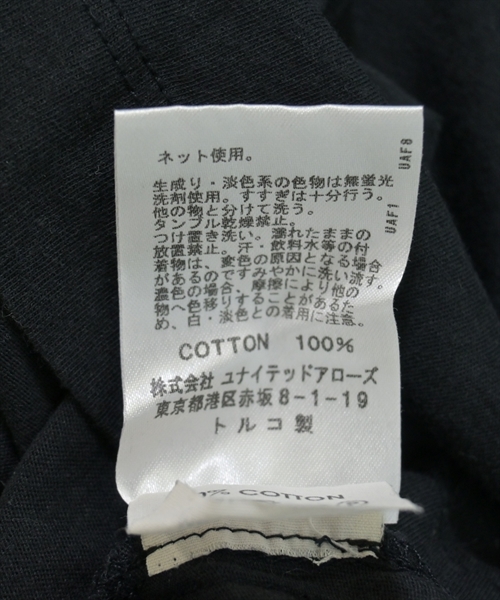 ネット使用。
生成り・淡色系の色物は無蛍光
洗剤使用。すすぎは十分行う。
他の物と分けて洗う。
タンブル乾燥禁止。
つけ置き洗い。濡れたままの
放置禁止。汗・飲料水等の付
着物は、変色の原因となる場合
があるのですみやかに洗い流す。
濃色の場合、摩擦により他の
物へ色移りすることがあるた
め、白・淡色との着用に注意。
COTTON 100%
株式会社 ユナイテッドアローズ
東京都港区赤坂8-1-19
トルコ製
UAF1 UAF8
% COTTON